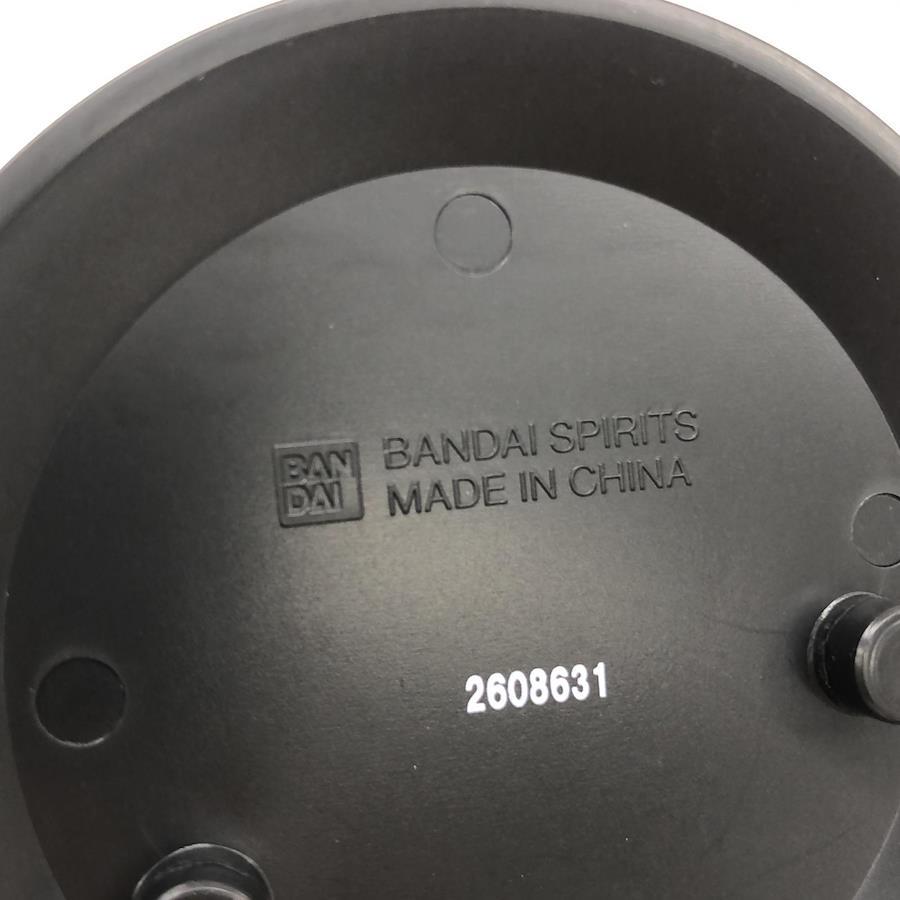 BAN
DAI
BANDAI SPIRITS
MADE IN CHINA
2608631